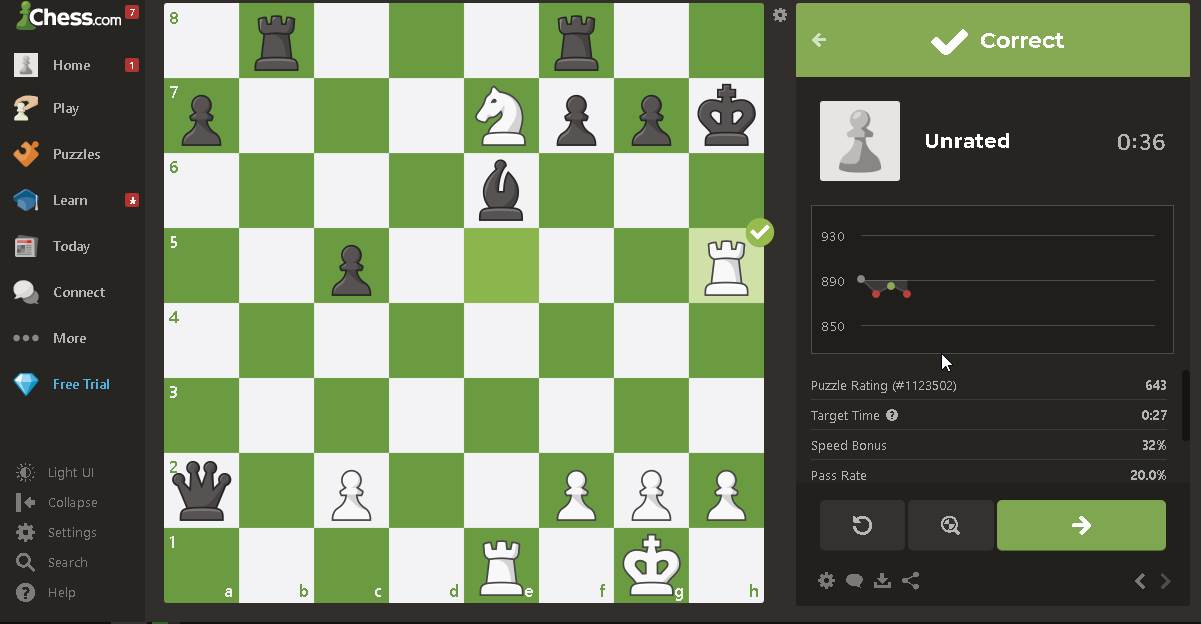 Chess.com 7
Home 1
Play
Puzzles
Learn
Today
Connect
More
Free Trial
Light UI
Collapse
Settings
Search
Help
8
7
6
5
4
3
2
1
a b c d e f g h
Correct
Unrated 0:36
930
890
850
Puzzle Rating (#1123502) 643
Target Time ? 0:27
Speed Bonus 32%
Pass Rate 20.0%